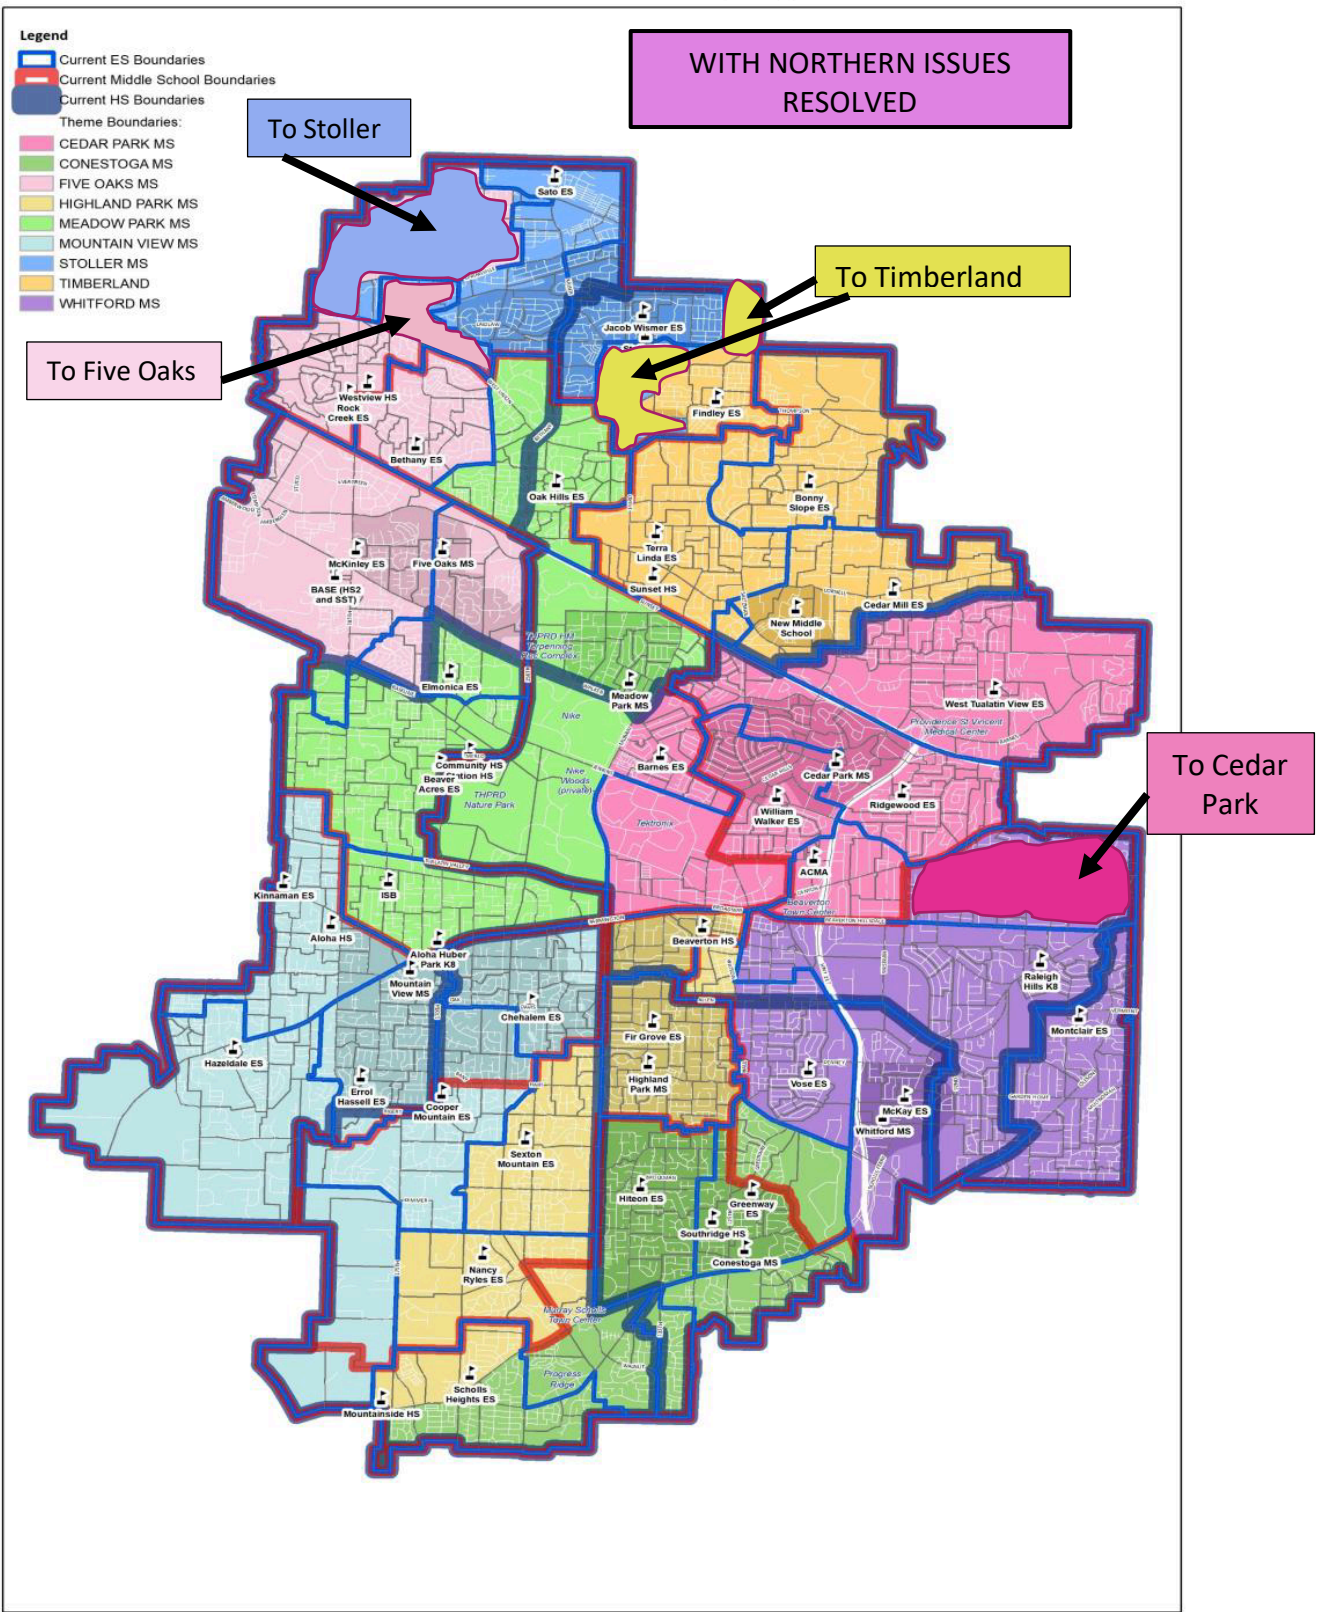 Legend
Current ES Boundaries
Current Middle School Boundaries
Current HS Boundaries
Theme Boundaries:
CEDAR PARK MS
CONESTOGA MS
FIVE OAKS MS
HIGHLAND PARK MS
MEADOW PARK MS
MOUNTAIN VIEW MS
STOLLER MS
TIMBERLAND
WHITFORD MS
WITH NORTHERN ISSUES
RESOLVED
To Stoller
To Timberland
To Five Oaks
To Cedar
Park
Sato ES
Jacob Wismer ES
Findley ES
Westview HS
Rock
Creek ES
Bethany ES
Oak Hills ES
Bonny
Slope ES
Terra
Linda ES
Sunset HS
McKinley ES
Five Oaks MS
BASE (HS2
and SST)
New Middle
School
Cedar Mill ES
THPRD HM
Terpenning
Rec Complex
Elmonica ES
Meadow
Park MS
West Tualatin View ES
Providence St Vincent
Medical Center
Nike
Barnes ES
Cedar Park MS
Community HS
Beaver
Acres ES
THPRD
Nature Park
Nike
Woods
(private)
William
Walker ES
Ridgewood ES
Tektronix
ACMA
Kinnaman ES
ISB
Beaverton
Town Center
Aloha HS
Beaverton HS
Aloha Huber
Park K8
Mountain
View MS
Raleigh
Hills K8
Chehalem ES
Montclair ES
Fir Grove ES
Hazeldale ES
Highland
Park MS
Vose ES
Errol
Hassell ES
Cooper
Mountain ES
McKay ES
Whitford MS
Sexton
Mountain ES
Hiteon ES
Greenway
ES
Southridge HS
Conestoga MS
Nancy
Ryles ES
Murray Scholls
Town Center
Progress
Ridge
Scholls
Heights ES
Mountainside HS